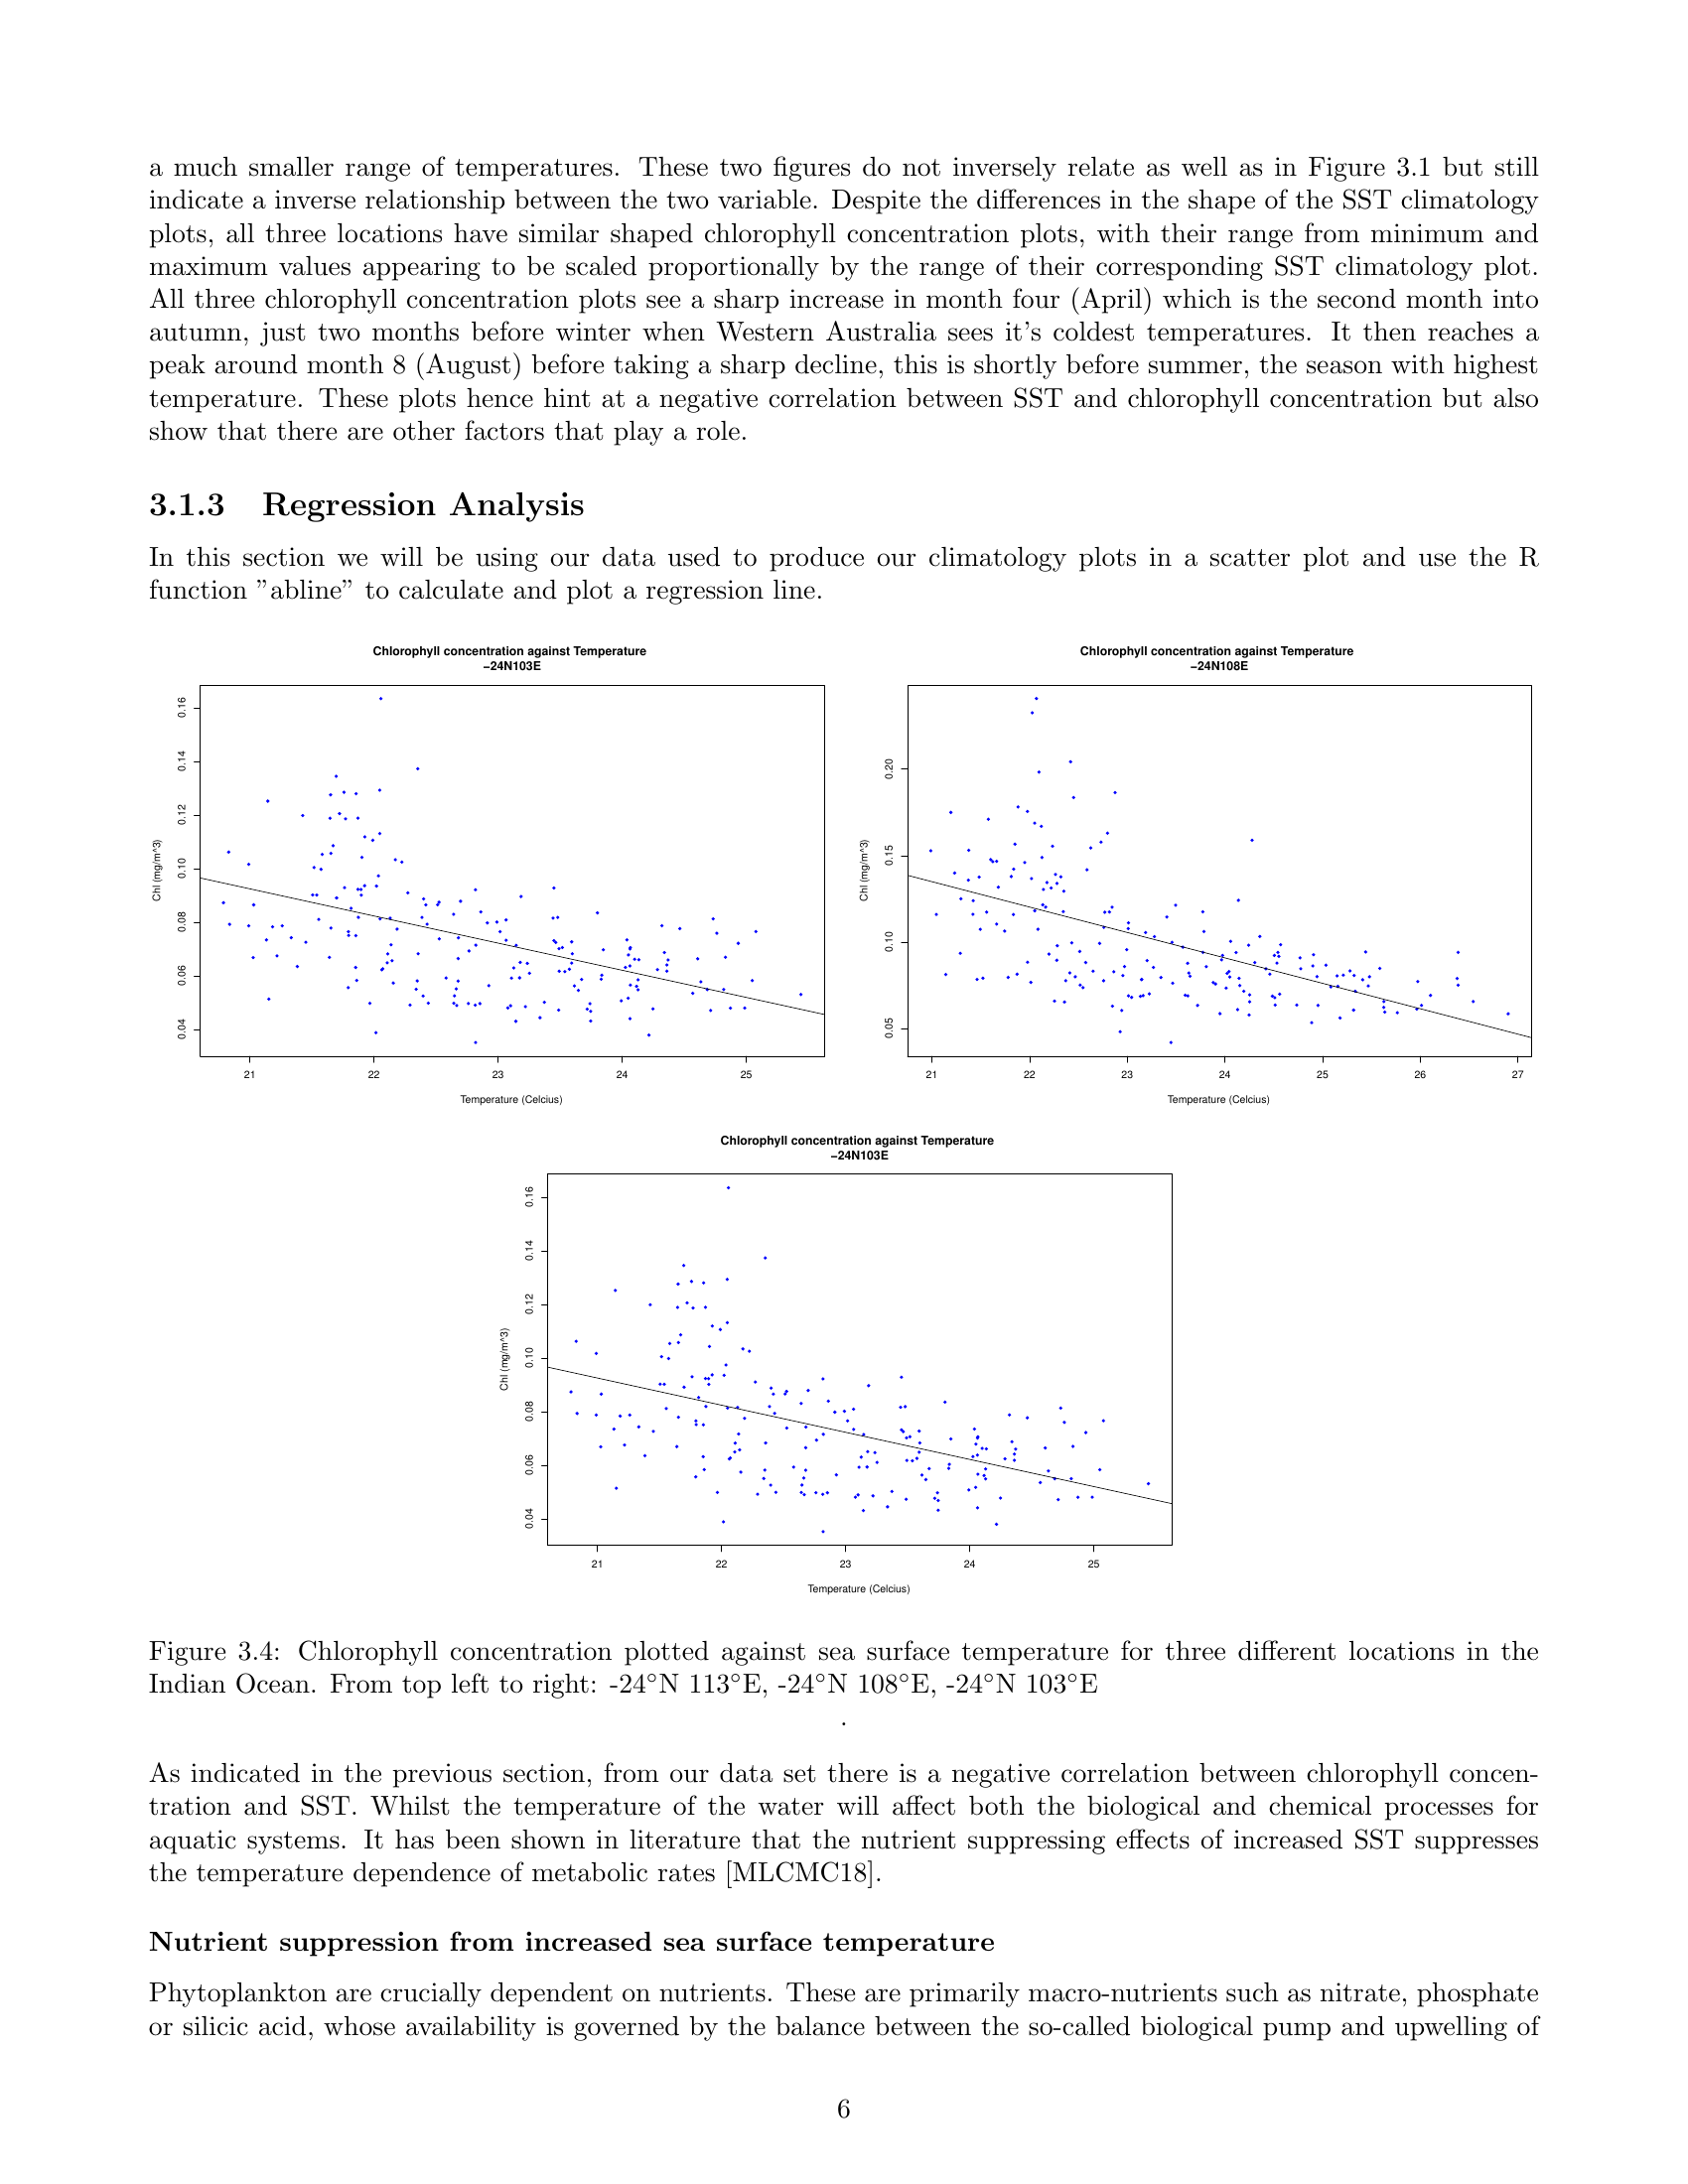 a much smaller range of temperatures. These two figures do not inversely relate as well as in Figure 3.1 but still
indicate a inverse relationship between the two variable. Despite the differences in the shape of the SST climatology
plots, all three locations have similar shaped chlorophyll concentration plots, with their range from minimum and
maximum values appearing to be scaled proportionally by the range of their corresponding SST climatology plot.
All three chlorophyll concentration plots see a sharp increase in month four (April) which is the second month into
autumn, just two months before winter when Western Australia sees it's coldest temperatures. It then reaches a
peak around month 8 (August) before taking a sharp decline, this is shortly before summer, the season with highest
temperature. These plots hence hint at a negative correlation between SST and chlorophyll concentration but also
show that there are other factors that play a role.
3.1.3 Regression Analysis
In this section we will be using our data used to produce our climatology plots in a scatter plot and use the R
function ”abline” to calculate and plot a regression line.
Chlorophyll concentration against Temperature
−24N103E
Chl (mg/m^3)
0.16
0.14
0.12
0.10
0.08
0.06
0.04
21 22 23 24 25
Temperature (Celcius)
Chlorophyll concentration against Temperature
−24N108E
Chl (mg/m^3)
0.20
0.15
0.10
0.05
21 22 23 24 25 26 27
Temperature (Celcius)
Chlorophyll concentration against Temperature
−24N103E
Chl (mg/m^3)
0.16
0.14
0.12
0.10
0.08
0.06
0.04
21 22 23 24 25
Temperature (Celcius)
Figure 3.4: Chlorophyll concentration plotted against sea surface temperature for three different locations in the
Indian Ocean. From top left to right: -24°N 113°E, -24°N 108°E, -24°N 103°E
.
As indicated in the previous section, from our data set there is a negative correlation between chlorophyll concen-
tration and SST. Whilst the temperature of the water will affect both the biological and chemical processes for
aquatic systems. It has been shown in literature that the nutrient suppressing effects of increased SST suppresses
the temperature dependence of metabolic rates [MLCMC18].
Nutrient suppression from increased sea surface temperature
Phytoplankton are crucially dependent on nutrients. These are primarily macro-nutrients such as nitrate, phosphate
or silicic acid, whose availability is governed by the balance between the so-called biological pump and upwelling of
6